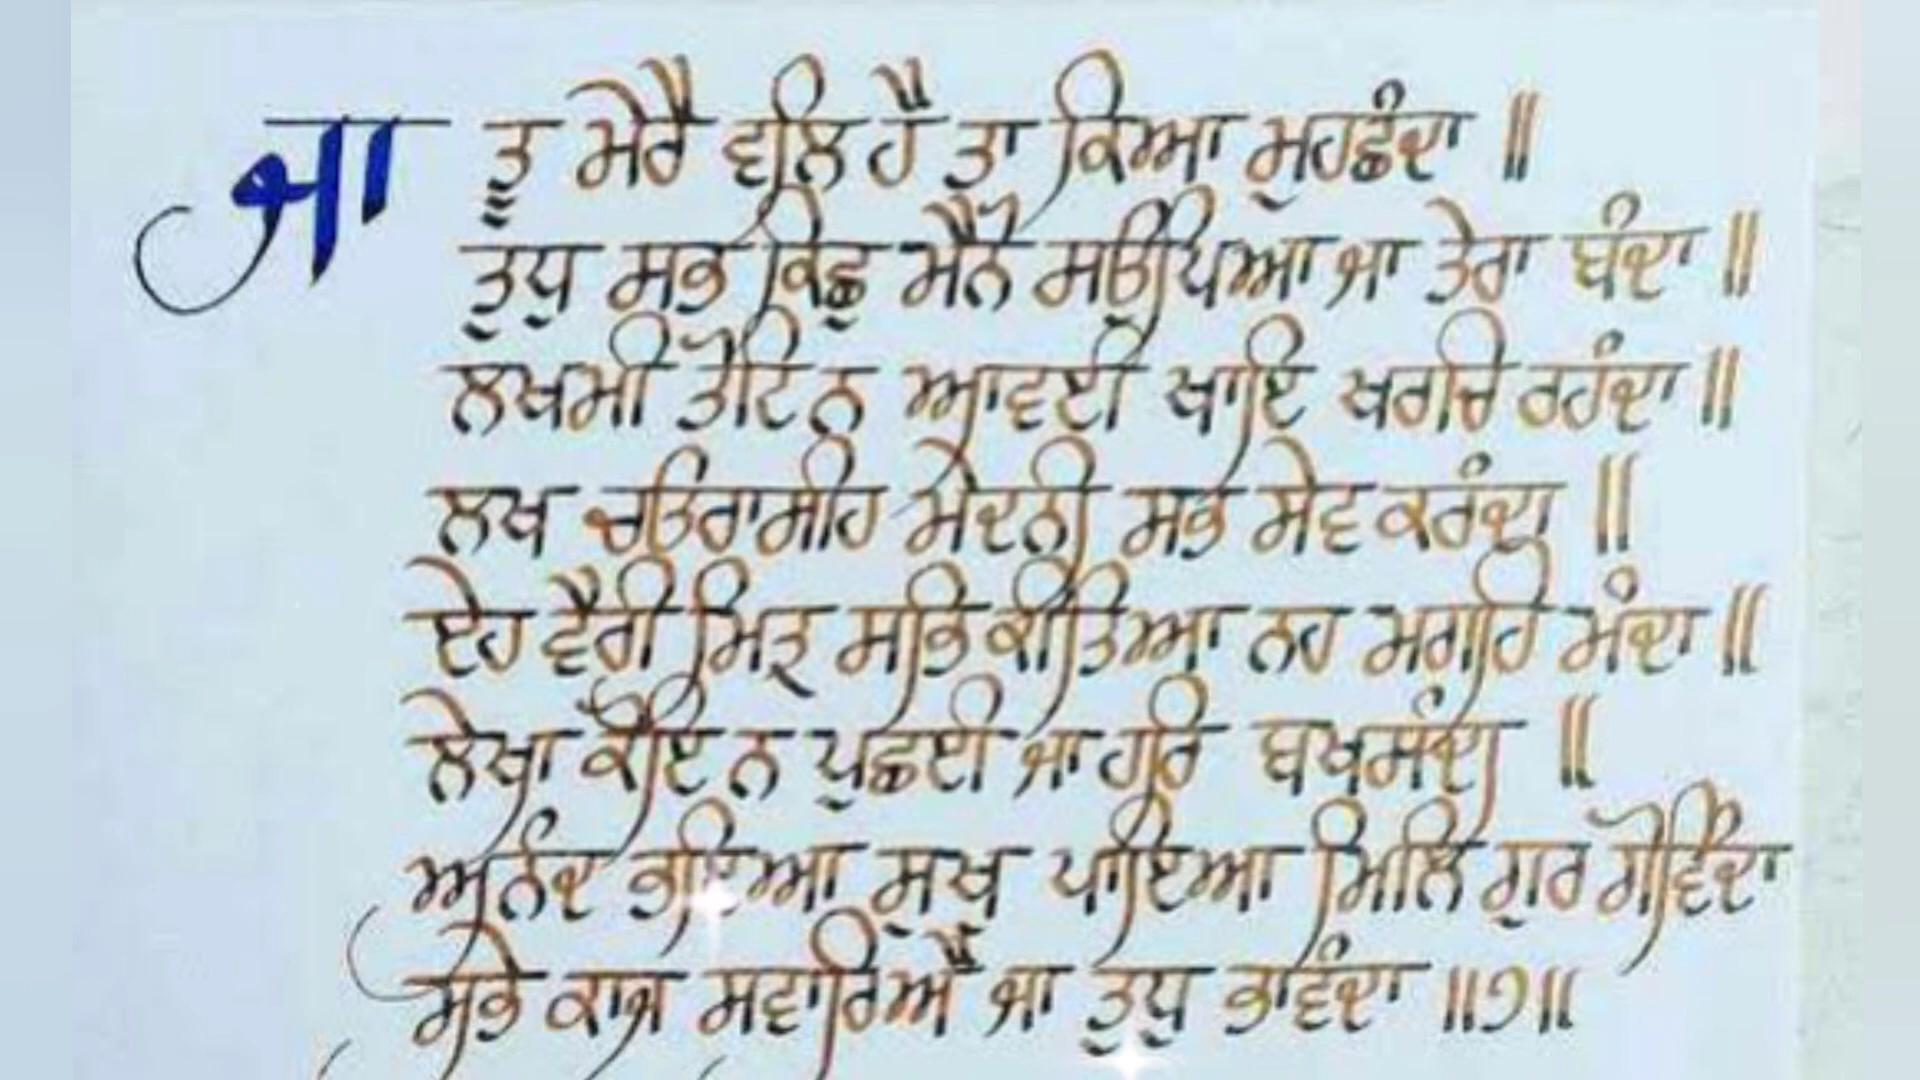 ਜਾ ਤੂ ਮੇਰੈ ਵਲਿ ਹੈ ਤਾ ਕਿਆ ਮੁਹਛੰਦਾ ॥
ਤੁਧੁ ਸਭੁ ਕਿਛੁ ਮੈਨੋ ਸਉਪਿਆ ਜਾ ਤੇਰਾ ਬੰਦਾ ॥
ਲਖਮੀ ਤੋਟਿ ਨ ਆਵਈ ਖਾਇ ਖਰਚਿ ਰਹੰਦਾ ॥
ਲਖ ਚਉਰਾਸੀਹ ਮੇਦਨੀ ਸਭ ਸੇਵ ਕਰੰਦਾ ॥
ਏਹ ਵੈਰੀ ਮਿਤ੍ਰ ਸਭਿ ਕੀਤਿਆ ਨਹ ਮਗਹਿ ਮੰਦਾ ॥
ਲੇਖਾ ਕੋਇ ਨ ਪੁਛਈ ਜਾ ਹਰਿ ਬਖਸੰਦਾ ॥
ਅਨੰਦ ਭਇਆ ਸੁਖੁ ਪਾਇਆ ਮਿਲਿ ਗੁਰ ਗੋਵਿੰਦਾ
ਸਭੇ ਕਾਜ ਸਵਾਰਿਐ ਜਾ ਤੁਧੁ ਭਾਵੰਦਾ ॥੭॥